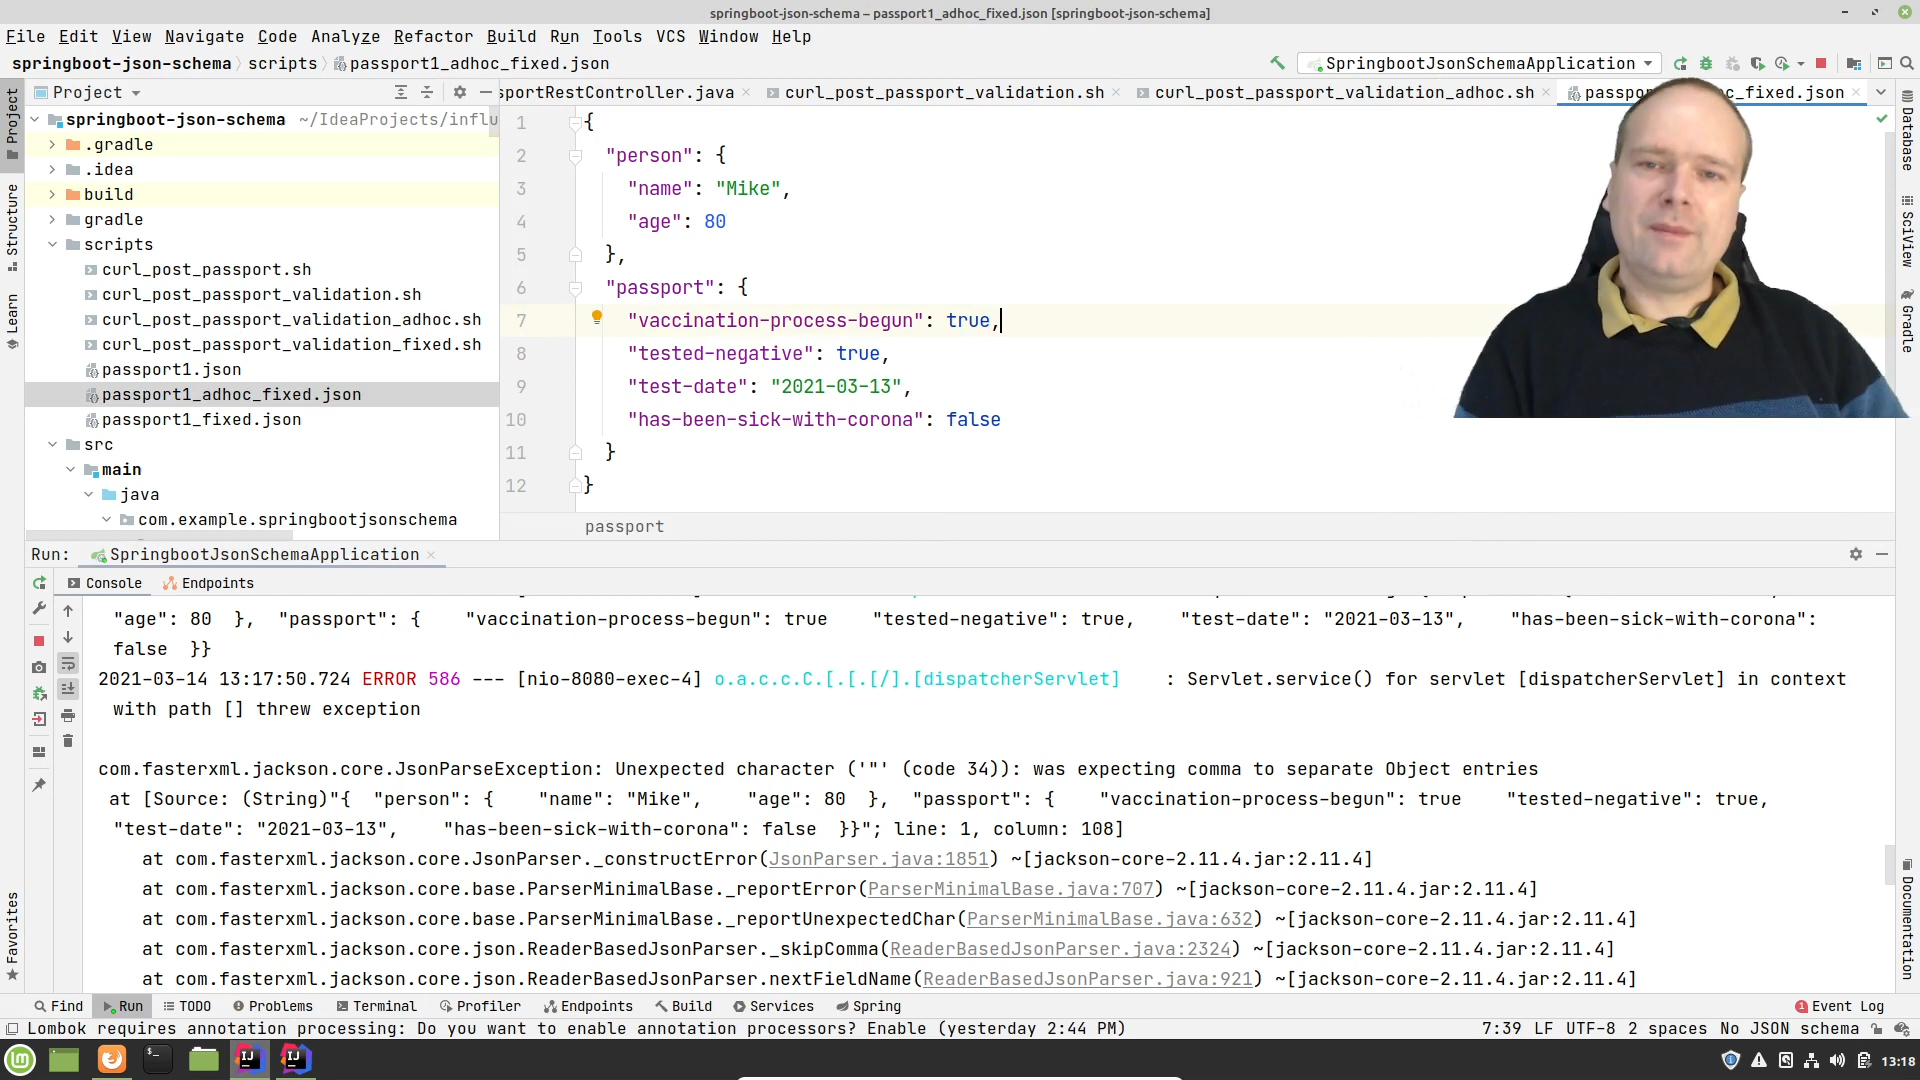 springboot-json-schema – passport1_adhoc_fixed.json [springboot-json-schema]
File Edit View Navigate Code Analyze Refactor Build Run Tools VCS Window Help
springboot-json-schema scripts passport1_adhoc_fixed.json
SpringbootJsonSchemaApplication
Project
sportRestController.java curl_post_passport_validation.sh curl_post_passport_validation_adhoc.sh passpor c_fixed.json
Project
Structure
Learn
Favorites
springboot-json-schema ~/IdeaProjects/influ
.gradle
.idea
build
gradle
scripts
curl_post_passport.sh
curl_post_passport_validation.sh
curl_post_passport_validation_adhoc.sh
curl_post_passport_validation_fixed.sh
passport1.json
passport1_adhoc_fixed.json
passport1_fixed.json
src
main
java
com.example.springbootjsonschema
1 {
2 "person": {
3 "name": "Mike",
4 "age": 80
5 },
6 "passport": {
7 "vaccination-process-begun": true,
8 "tested-negative": true,
9 "test-date": "2021-03-13",
10 "has-been-sick-with-corona": false
11 }
12 }
passport
Database
SciView
Gradle
Documentation
Run: SpringbootJsonSchemaApplication
Console Endpoints
"age": 80 }, "passport": { "vaccination-process-begun": true "tested-negative": true, "test-date": "2021-03-13", "has-been-sick-with-corona":
false }}
2021-03-14 13:17:50.724 ERROR 586 --- [nio-8080-exec-4] o.a.c.c.C.[.[.[/].[dispatcherServlet] : Servlet.service() for servlet [dispatcherServlet] in context
with path [] threw exception
com.fasterxml.jackson.core.JsonParseException: Unexpected character ('"' (code 34)): was expecting comma to separate Object entries
at [Source: (String)"{ "person": { "name": "Mike", "age": 80 }, "passport": { "vaccination-process-begun": true "tested-negative": true,
"test-date": "2021-03-13", "has-been-sick-with-corona": false }}"; line: 1, column: 108]
at com.fasterxml.jackson.core.JsonParser._constructError(JsonParser.java:1851) ~[jackson-core-2.11.4.jar:2.11.4]
at com.fasterxml.jackson.core.base.ParserMinimalBase._reportError(ParserMinimalBase.java:707) ~[jackson-core-2.11.4.jar:2.11.4]
at com.fasterxml.jackson.core.base.ParserMinimalBase._reportUnexpectedChar(ParserMinimalBase.java:632) ~[jackson-core-2.11.4.jar:2.11.4]
at com.fasterxml.jackson.core.json.ReaderBasedJsonParser._skipComma(ReaderBasedJsonParser.java:2324) ~[jackson-core-2.11.4.jar:2.11.4]
at com.fasterxml.jackson.core.json.ReaderBasedJsonParser.nextFieldName(ReaderBasedJsonParser.java:921) ~[jackson-core-2.11.4.jar:2.11.4]
Find Run TODO Problems Terminal Profiler Endpoints Build Services Spring 1 Event Log
Lombok requires annotation processing: Do you want to enable annotation processors? Enable (yesterday 2:44 PM) 7:39 LF UTF-8 2 spaces No JSON schema
13:18